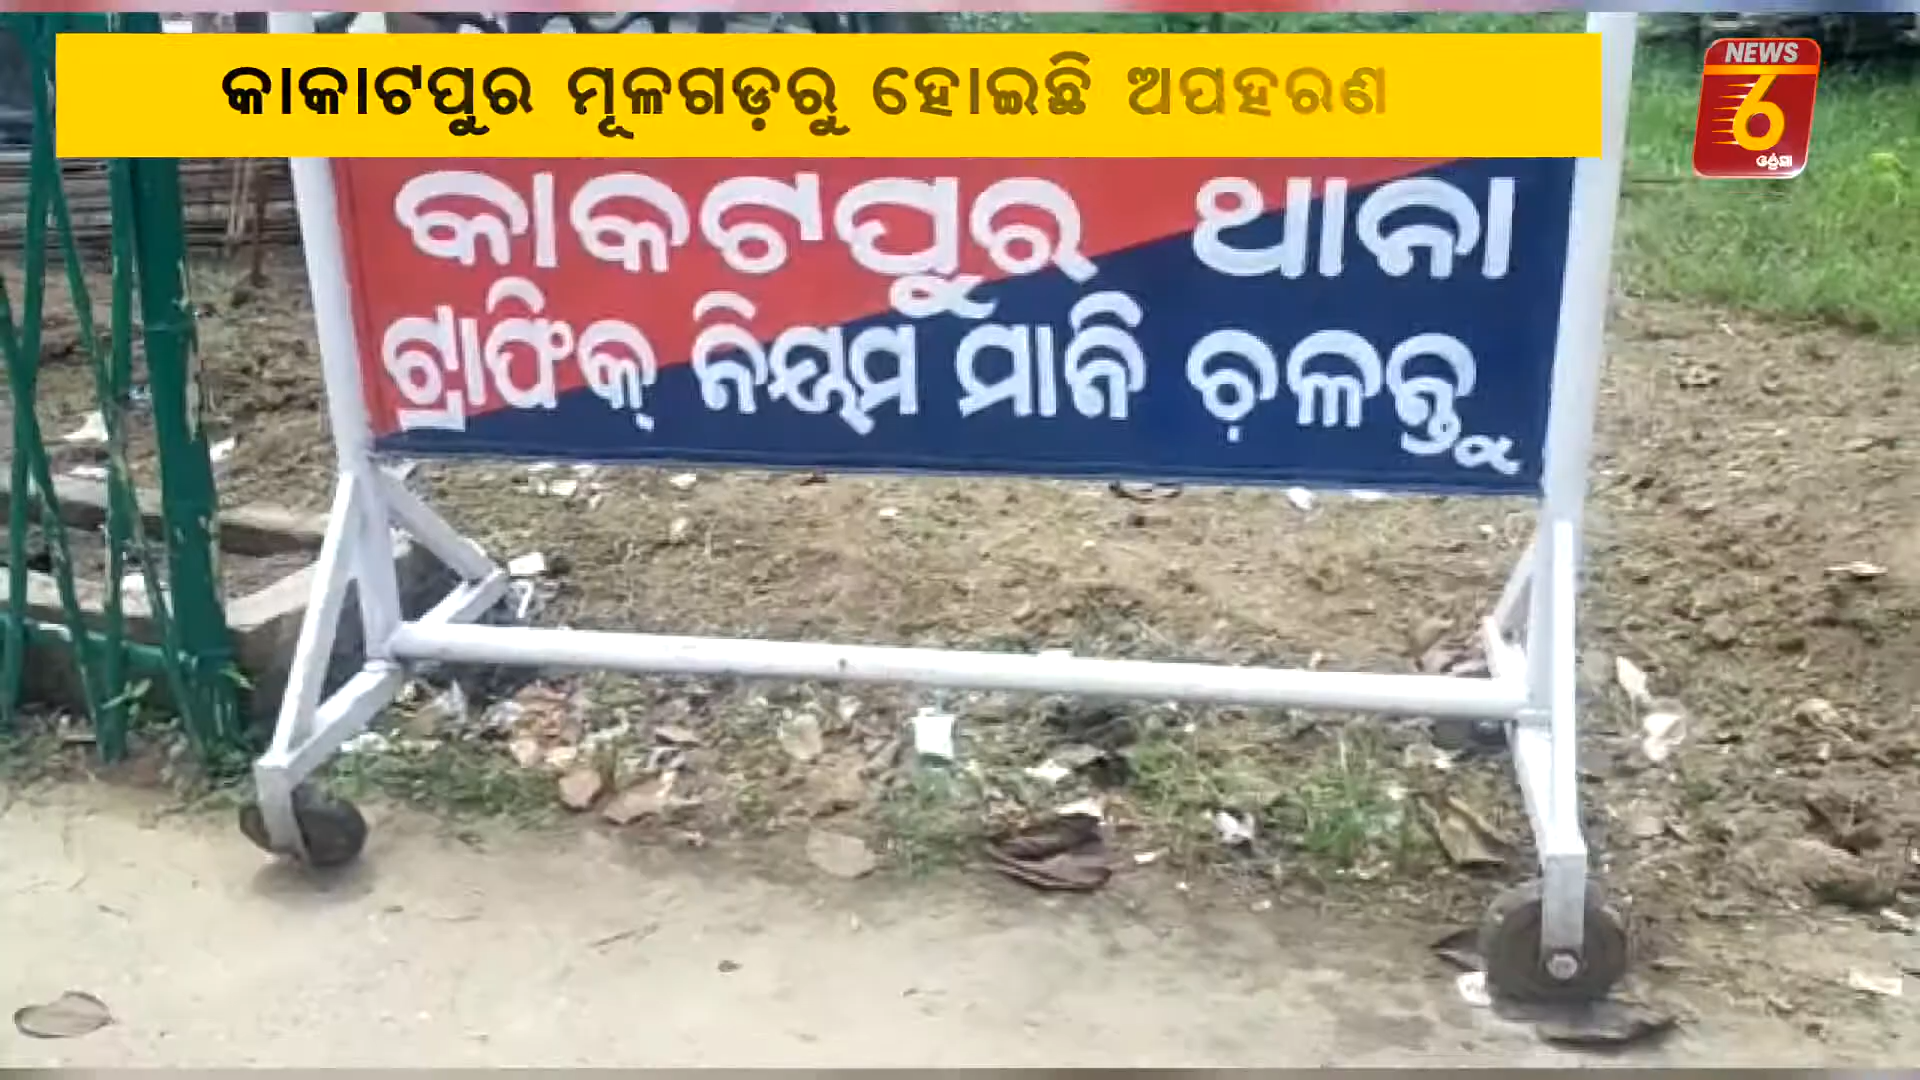 କାକାଟପୁର ମୂଳଗଡ଼ରୁ ହୋଇଛି ଅପହରଣ
NEWS
6
ଓଡ଼ିଶା
କାକଟପୁର ଥାନା
ଟ୍ରାଫିକ୍ ନିୟମ ମାନି ଚଳନ୍ତୁ